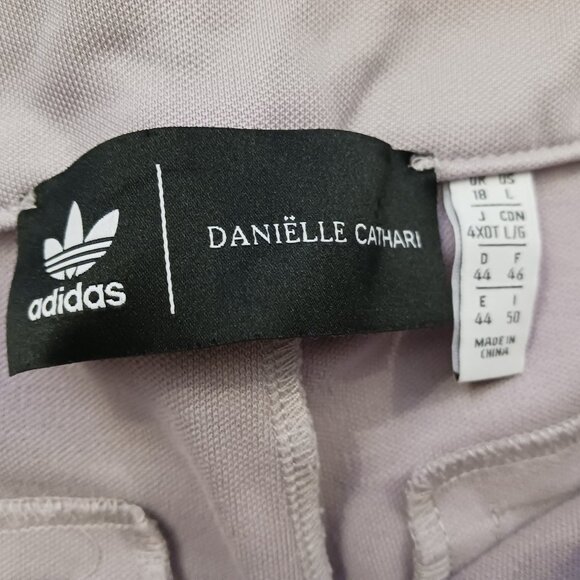 adidas
DANIËLLE CATHARI
UK US
18 L
J CDN
4XOT L/G
D F
44 46
E I
44 50
MADE IN
CHINA